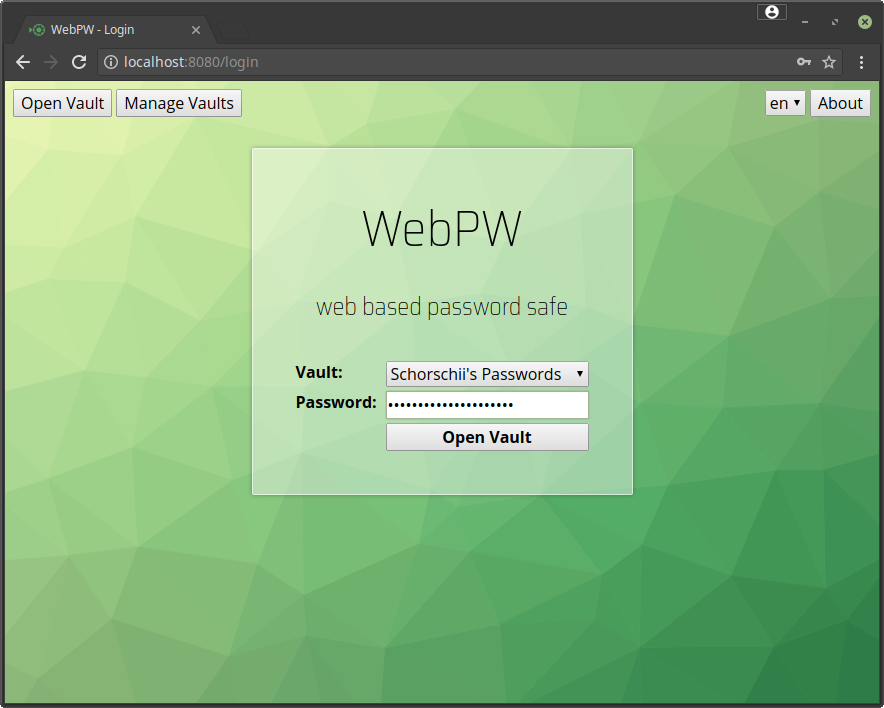 WebPW - Login
localhost:8080/login
Open Vault Manage Vaults en About
WebPW
web based password safe
Vault: Schorschii's Passwords
Password: •••••••••••••••••••••
Open Vault